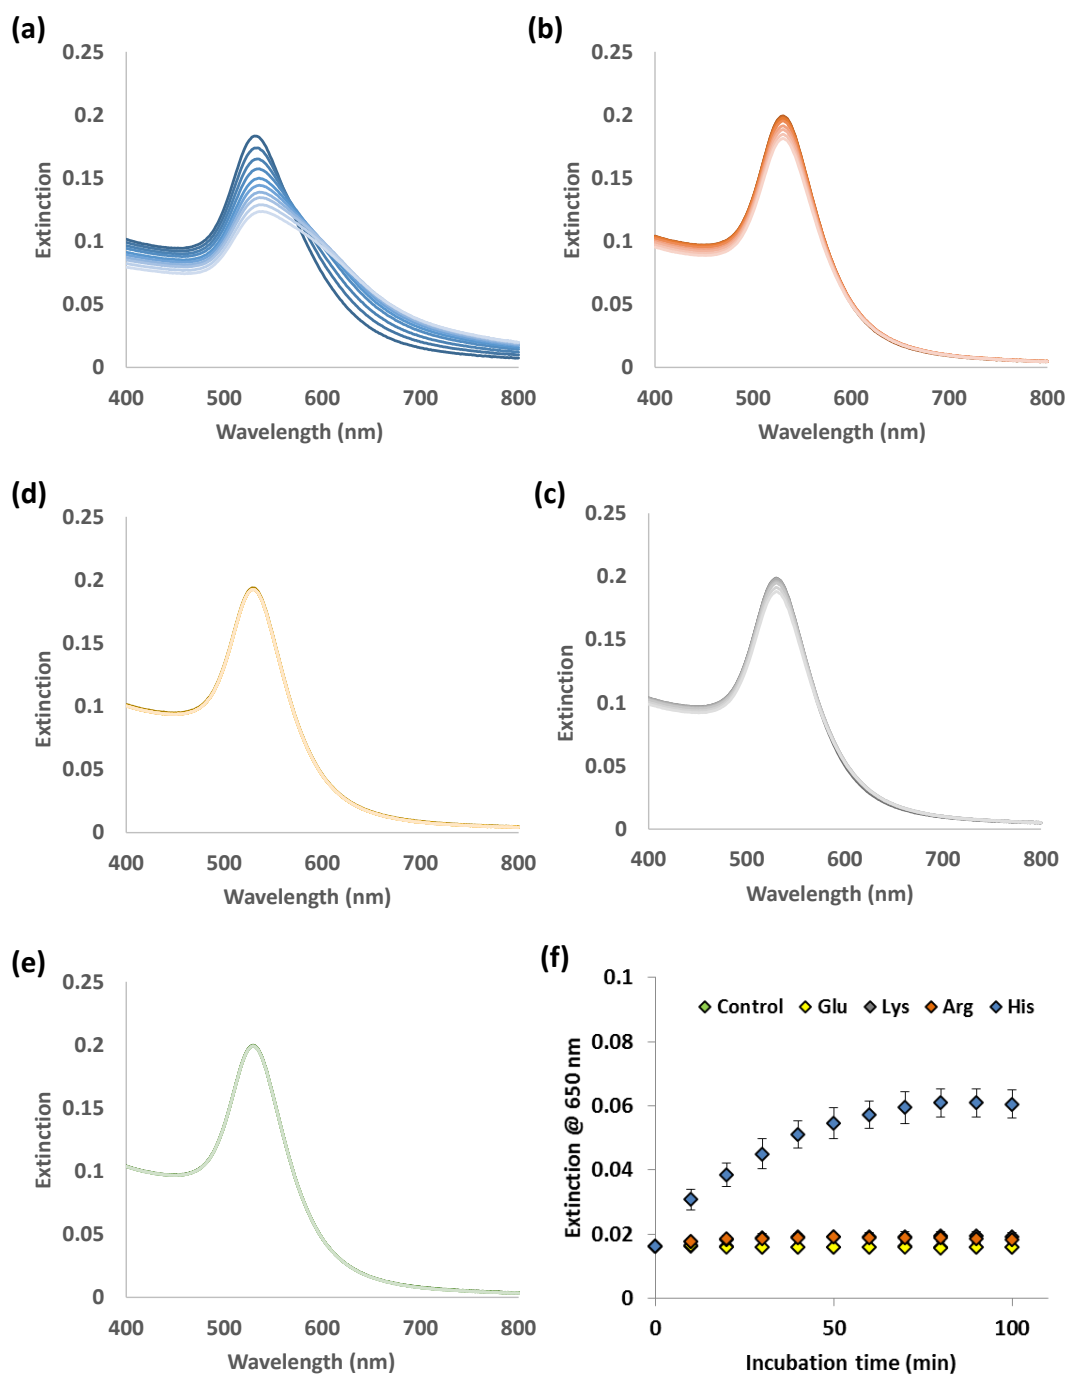 (a)
0.25
0.2
0.15
0.1
0.05
0
Extinction
400 500 600 700 800
Wavelength (nm)
(b)
0.25
0.2
0.15
0.1
0.05
0
Extinction
400 500 600 700 800
Wavelength (nm)
(d)
0.25
0.2
0.15
0.1
0.05
0
Extinction
400 500 600 700 800
Wavelength (nm)
(c)
0.25
0.2
0.15
0.1
0.05
0
Extinction
400 500 600 700 800
Wavelength (nm)
(e)
0.25
0.2
0.15
0.1
0.05
0
Extinction
400 500 600 700 800
Wavelength (nm)
(f)
0.1
0.08
0.06
0.04
0.02
0
Extinction @ 650 nm
Control Glu Lys Arg His
0 50 100
Incubation time (min)